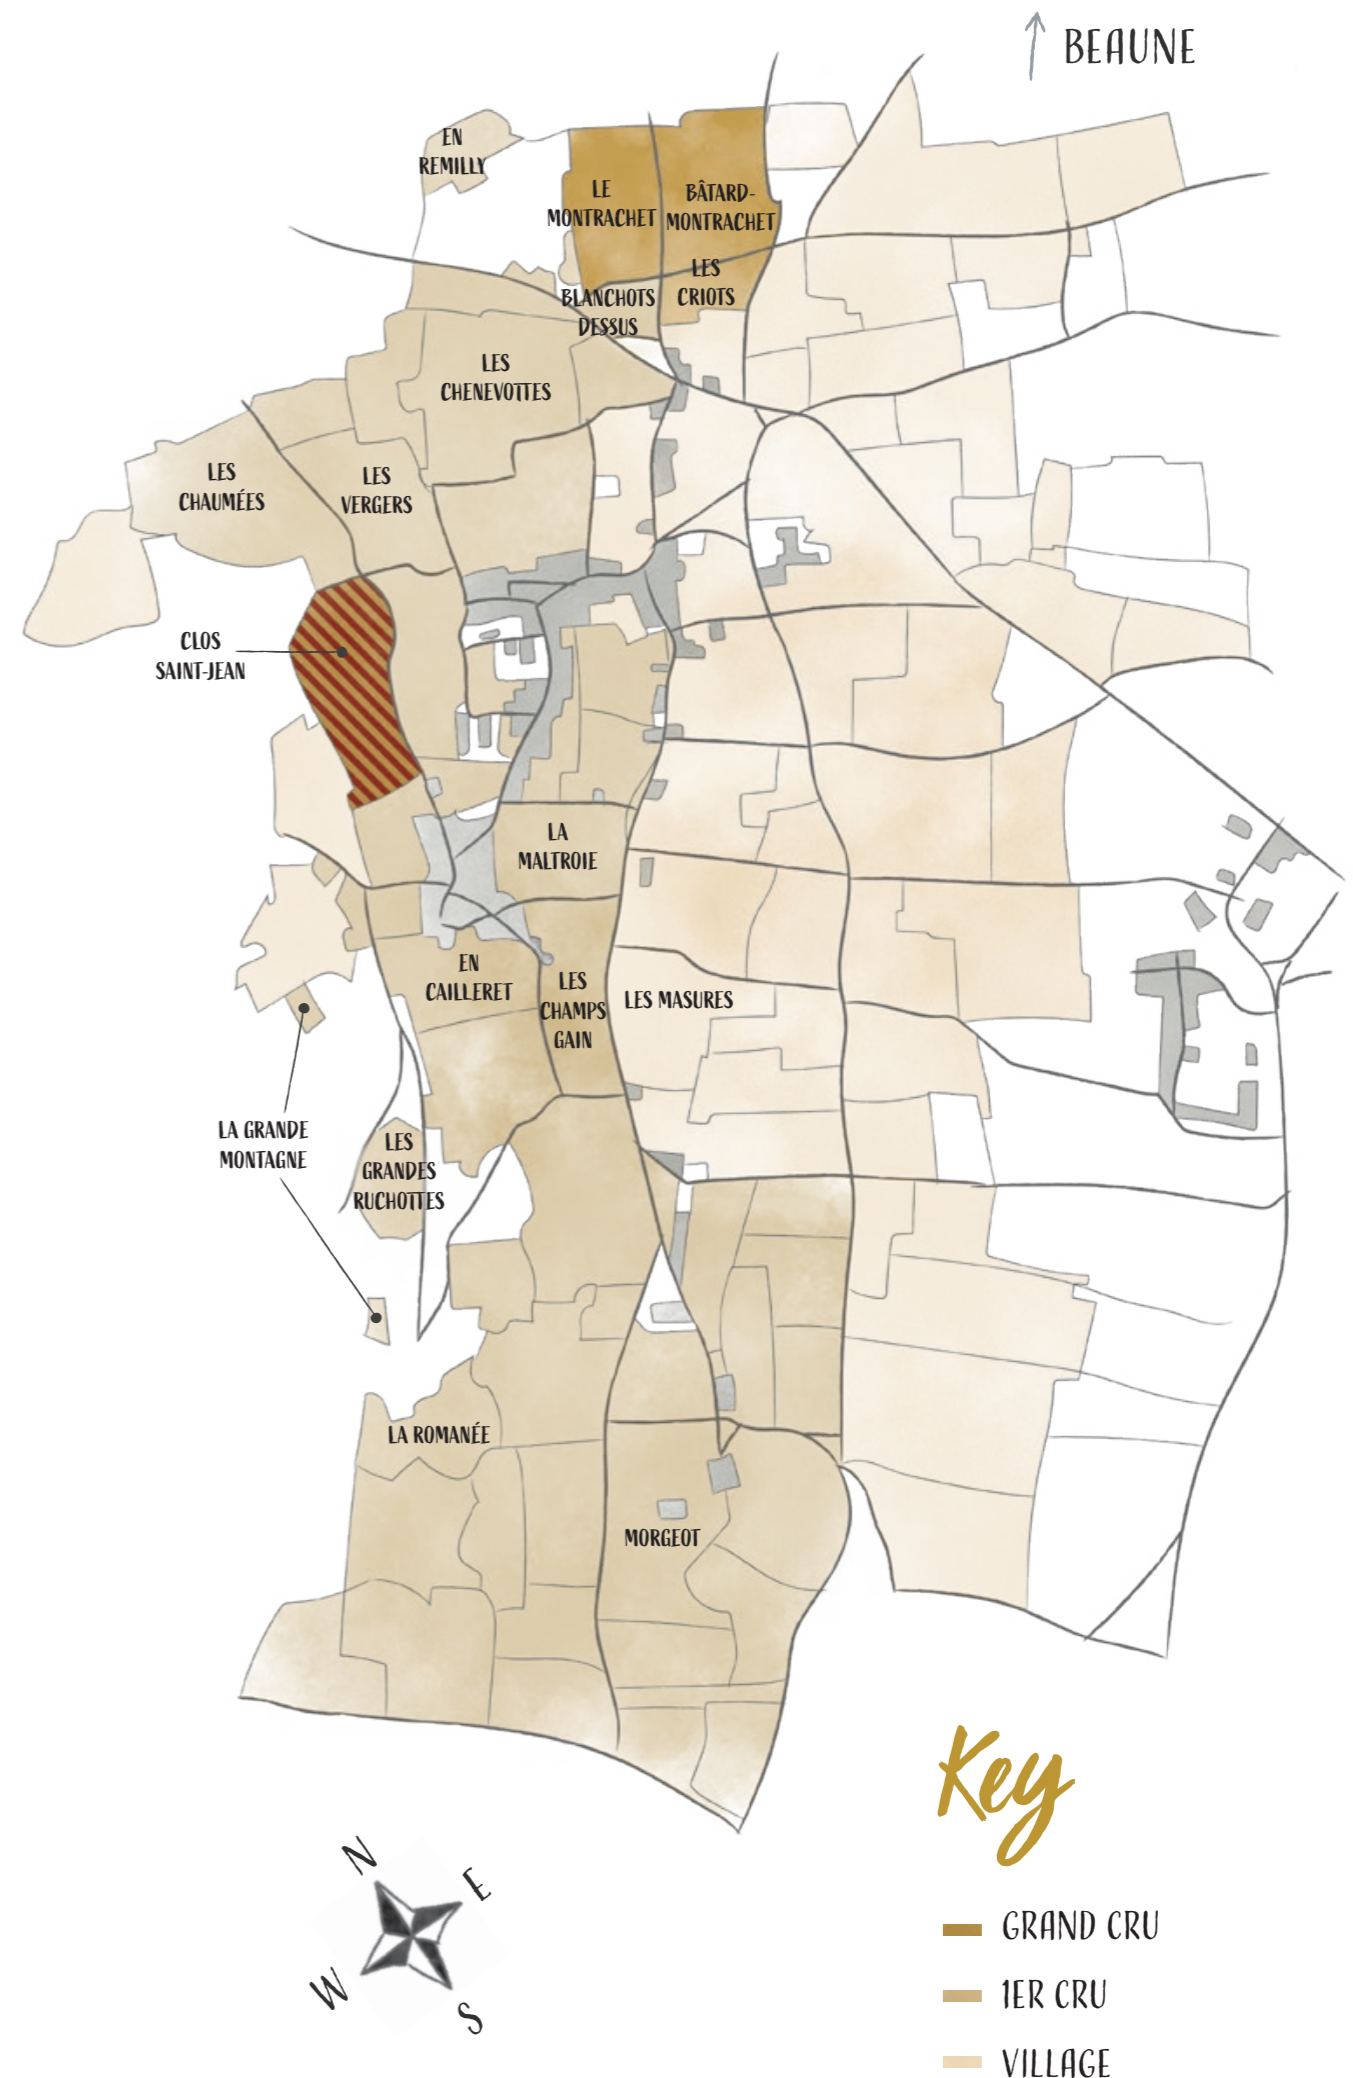 BEAUNE
EN
REMILLY
LE
MONTRACHET
BÂTARD-
MONTRACHET
LES
CRIOTS
BLANCHOTS
DESSUS
LES
CHENEVOTTES
LES
CHAUMÉES
LES
VERGERS
CLOS
SAINT-JEAN
LA
MALTROIE
EN
CAILLERET
LES
CHAMPS
GAIN
LES MASURES
LA GRANDE
MONTAGNE
LES
GRANDES
RUCHOTTES
LA ROMANÉE
MORGEOT
Key
GRAND CRU
1ER CRU
VILLAGE
N
E
W
S